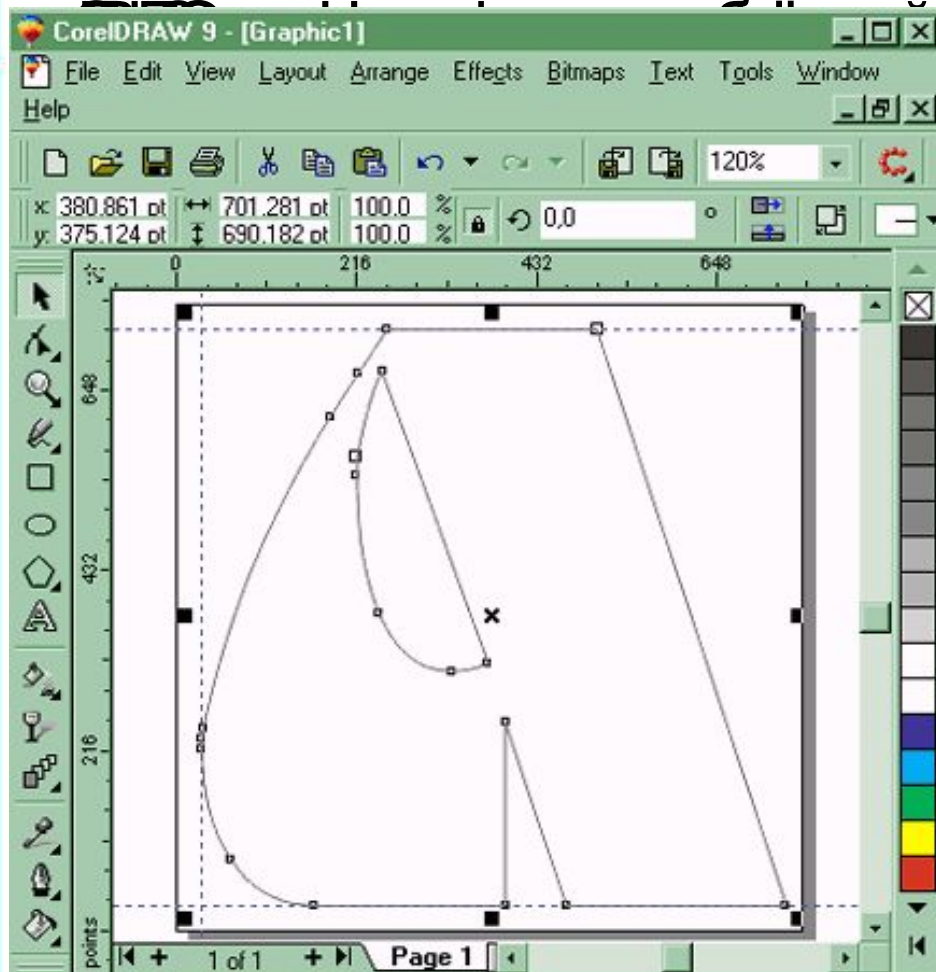 CorelDRAW 9 - [Graphic1]
File Edit View Layout Arrange Effects Bitmaps Text Tools Window
Help
120%
x: 380.861 pt 701.281 pt 100.0 %
y: 375.124 pt 690.182 pt 100.0 %
0,0 °
0 216 432 648
648
432
216
points
1 of 1 Page 1